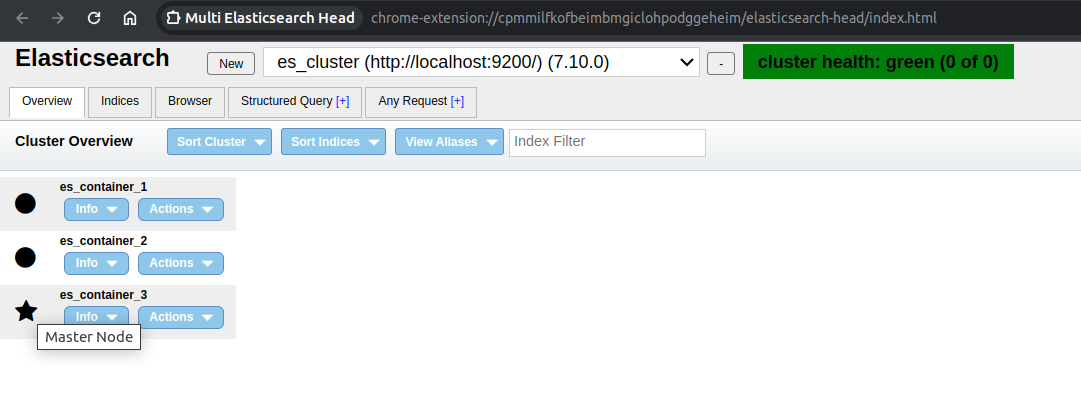 Multi Elasticsearch Head chrome-extension://cpmmilfkofbeimbmgiclohpodggeheim/elasticsearch-head/index.html
Elasticsearch New es_cluster (http://localhost:9200/) (7.10.0) - cluster health: green (0 of 0)
Overview Indices Browser Structured Query [+] Any Request [+]
Cluster Overview Sort Cluster Sort Indices View Aliases Index Filter
es_container_1
Info Actions
es_container_2
Info Actions
es_container_3
Info Actions
Master Node